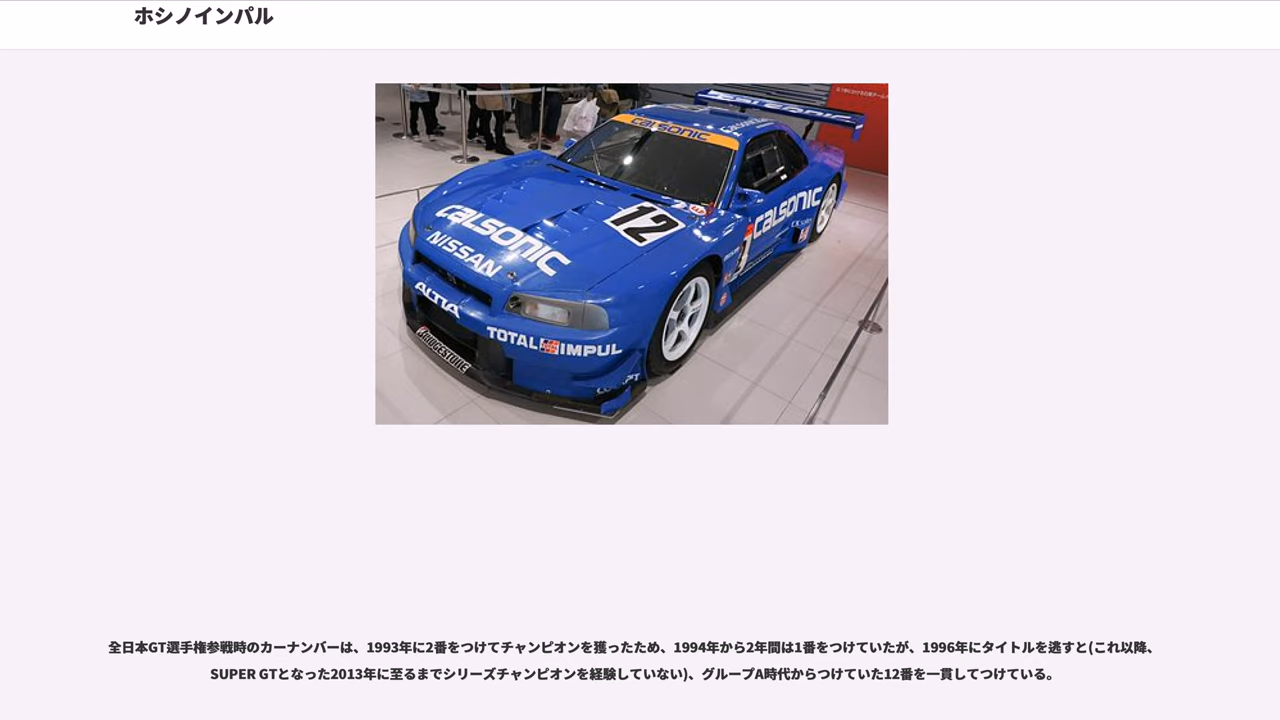 ホシノインパル
CALSONIC
CALSONIC
12
CALSONIC
CALSONIC
NISSAN
ALTIA
TOTAL
IMPUL
BRIDGESTONE
全日本GT選手権参戦時のカーナンバーは、1993年に2番をつけてチャンピオンを獲ったため、1994年から2年間は1番をつけていたが、1996年にタイトルを逃すと(これ以降、
SUPER GTとなった2013年に至るまでシリーズチャンピオンを経験していない)、グループA時代からつけていた12番を一貫してつけている。